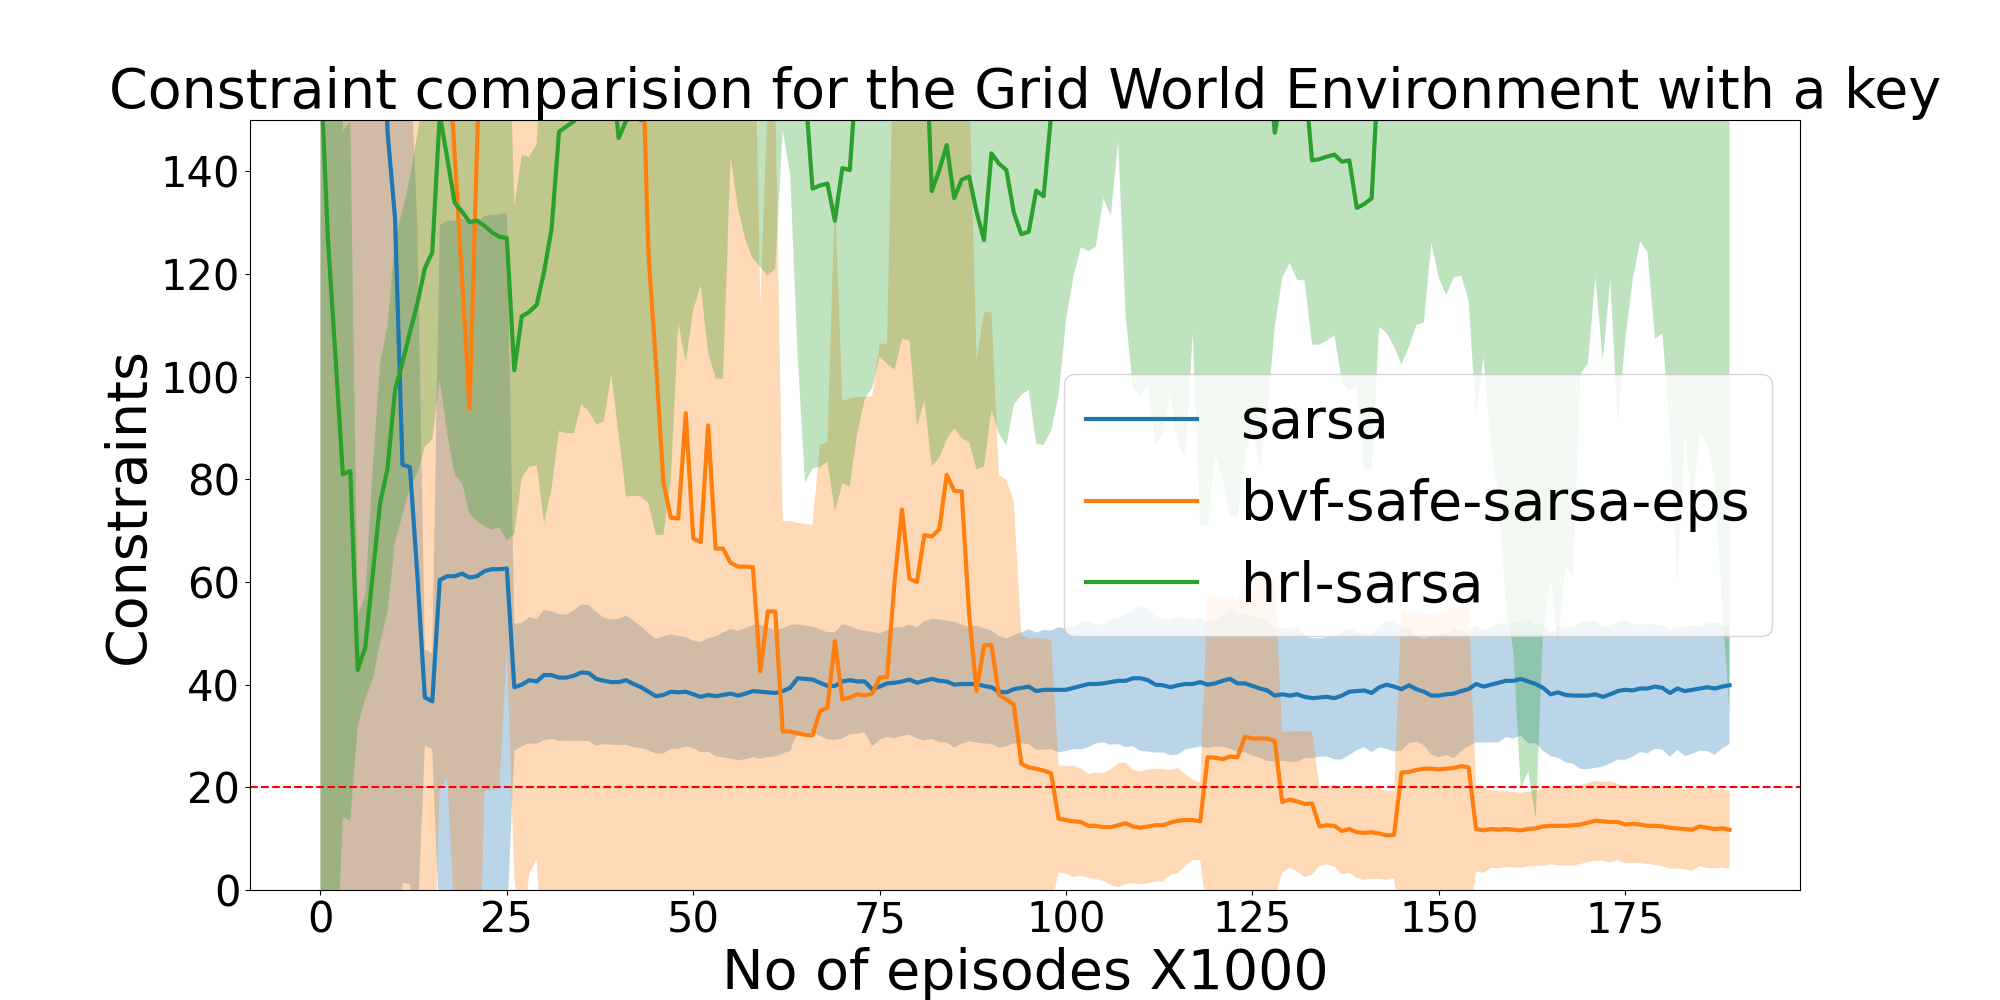 Constraint comparision for the Grid World Environment with a key
Constraints
140
120
100
80
60
40
20
0
sarsa
bvf-safe-sarsa-eps
hrl-sarsa
0 25 50 75 100 125 150 175
No of episodes X1000